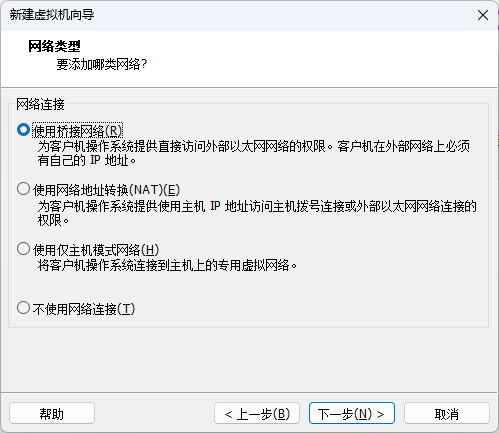 新建虚拟机向导
网络类型
要添加哪类网络?
网络连接
使用桥接网络(R)
为客户机操作系统提供直接访问外部以太网网络的权限。客户机在外部网络上必须
有自己的 IP 地址。
使用网络地址转换(NAT)(E)
为客户机操作系统提供使用主机 IP 地址访问主机拨号连接或外部以太网网络连接的
权限。
使用仅主机模式网络(H)
将客户机操作系统连接到主机上的专用虚拟网络。
不使用网络连接(T)
帮助
< 上一步(B)
下一步(N) >
取消